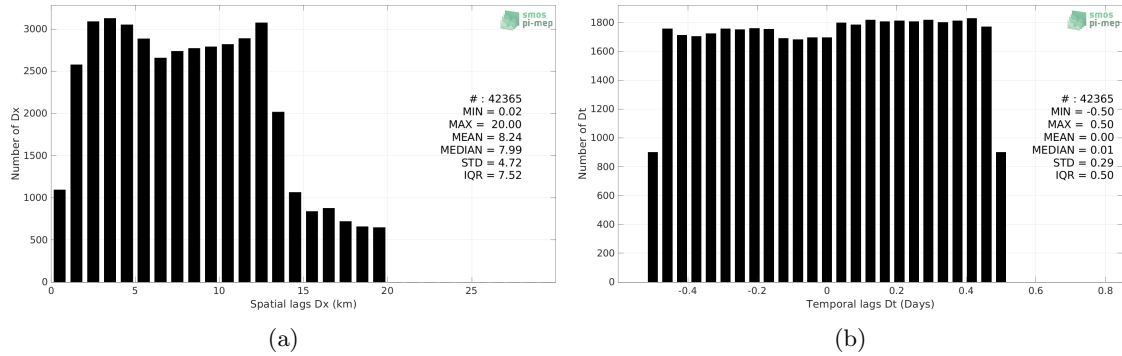 smos
pi-mep
3000
2500
2000
1500
1000
500
0
Number of Dx
# : 42365
MIN = 0.02
MAX = 20.00
MEAN = 8.24
MEDIAN = 7.99
STD = 4.72
IQR = 7.52
0 5 10 15 20 25
Spatial lags Dx (km)
(a)
smos
pi-mep
1800
1600
1400
1200
1000
800
600
400
200
0
Number of Dt
# : 42365
MIN = -0.50
MAX = 0.50
MEAN = 0.00
MEDIAN = 0.01
STD = 0.29
IQR = 0.50
-0.4 -0.2 0 0.2 0.4 0.6 0.8
Temporal lags Dt (Days)
(b)